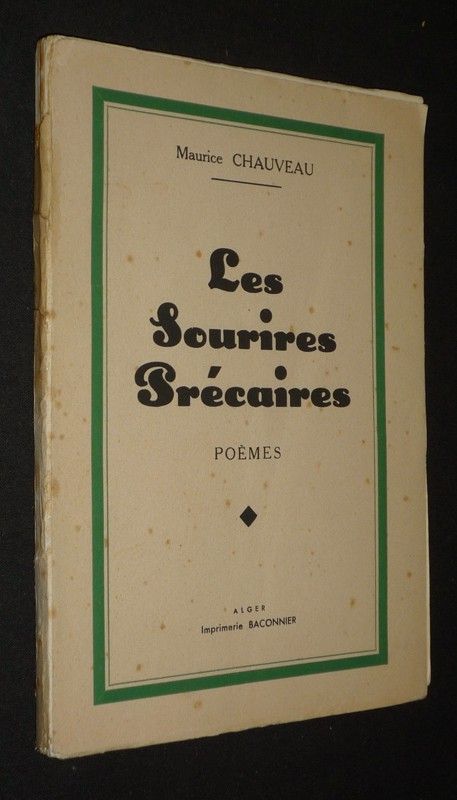 Maurice CHAUVEAU
Les
Sourires
Précaires
POÈMES
ALGER
Imprimerie BACONNIER